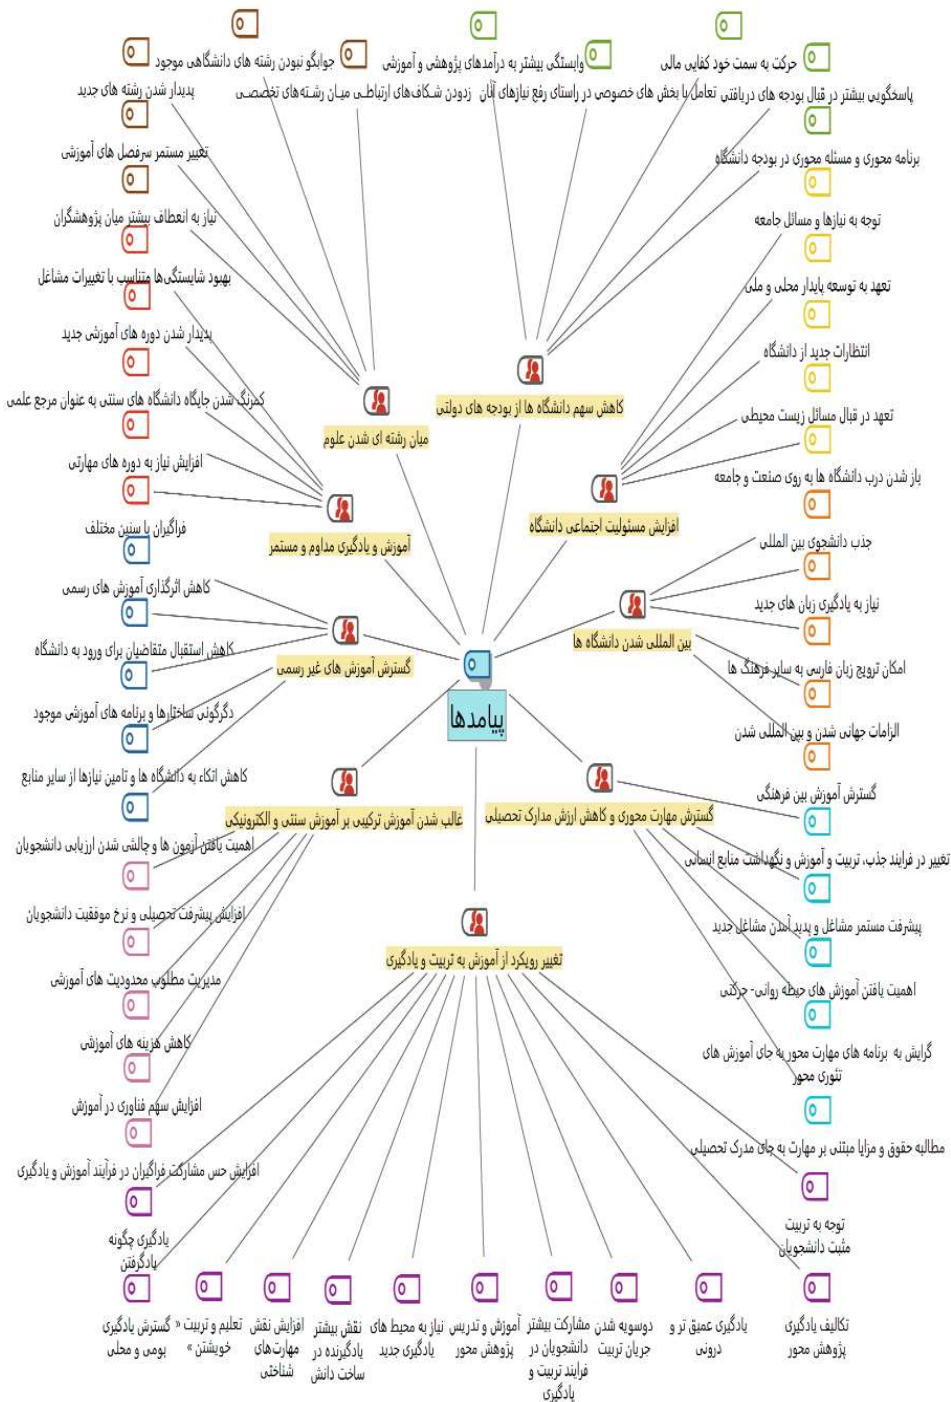 جوابگو نبودن رشته های دانشگاهی موجود
وابستگی بیشتر به درآمدهای پژوهشی و آموزشی
حرکت به سمت خود کفایی مالی
پدیدار شدن رشته های جدید
زدودن شکاف‌های ارتباطی میان رشته‌های تخصصی
تعامل با بخش های خصوصی در راستای رفع نیازهای آنان
پاسخگویی بیشتر در قبال بودجه های دریافتی
تغییر مستمر سرفصل های آموزشی
برنامه محوری و مسئله محوری در بودجه دانشگاه
نیاز به انعطاف بیشتر میان پژوهشگران
توجه به نیازها و مسائل جامعه
بهبود شایستگی‌ها متناسب با تغییرات مشاغل
تعهد به توسعه پایدار محلی و ملی
پدیدار شدن دوره های آموزشی جدید
انتظارات جدید از دانشگاه
کمرنگ شدن جایگاه دانشگاه های سنتی به عنوان مرجع علمی
کاهش سهم دانشگاه ها از بودجه های دولتی
تعهد در قبال مسائل زیست محیطی
میان رشته ای شدن علوم
افزایش نیاز به دوره های مهارتی
باز شدن درب دانشگاه ها به روی صنعت و جامعه
افزایش مسئولیت اجتماعی دانشگاه
فراگیران با سنین مختلف
آموزش و یادگیری مداوم و مستمر
جذب دانشجوی بین المللی
کاهش اثرگذاری آموزش های رسمی
نیاز به یادگیری زبان های جدید
بین المللی شدن دانشگاه ها
کاهش استقبال متقاضیان برای ورود به دانشگاه
گسترش آموزش های غیر رسمی
امکان ترویج زبان فارسی به سایر فرهنگ ها
دگرگونی ساختارها و برنامه های آموزشی موجود
پیامدها
الزامات جهانی شدن و بین المللی شدن
کاهش اتکاء به دانشگاه ها و تامین نیازها از سایر منابع
گسترش آموزش بین فرهنگی
غالب شدن آموزش ترکیبی بر آموزش سنتی و الکترونیکی
گسترش مهارت محوری و کاهش ارزش مدارک تحصیلی
اهمیت یافتن آزمون ها و چالشی شدن ارزیابی دانشجویان
تغییر در فرایند جذب، تربیت و آموزش و نگهداشت منابع انسانی
افزایش پیشرفت تحصیلی و نرخ موفقیت دانشجویان
پیشرفت مستمر مشاغل و پدید آمدن مشاغل جدید
تغییر رویکرد از آموزش به تربیت و یادگیری
مدیریت مطلوب محدودیت های آموزشی
اهمیت یافتن آموزش های حیطه روانی- حرکتی
کاهش هزینه های آموزشی
گرایش به برنامه های مهارت محور به جای آموزش های
تئوری محور
افزایش سهم فناوری در آموزش
مطالبه حقوق و مزایا مبتنی بر مهارت به جای مدرک تحصیلی
افزایش حس مشارکت فراگیران در فرآیند آموزش و یادگیری
توجه به تربیت
مثبت دانشجویان
یادگیری چگونه
یادگرفتن
تکالیف یادگیری
پژوهش محور
یادگیری عمیق تر و
درونی
دوسویه شدن
جریان تربیت
مشارکت بیشتر
دانشجویان در
فرایند تربیت و
یادگیری
آموزش و تدریس
پژوهش محور
نیاز به محیط های
یادگیری جدید
نقش بیشتر
یادگیرنده در
ساخت دانش
افزایش نقش
مهارت‌های
شناختی
تعلیم و تربیت «
خویشتن »
گسترش یادگیری
بومی و محلی